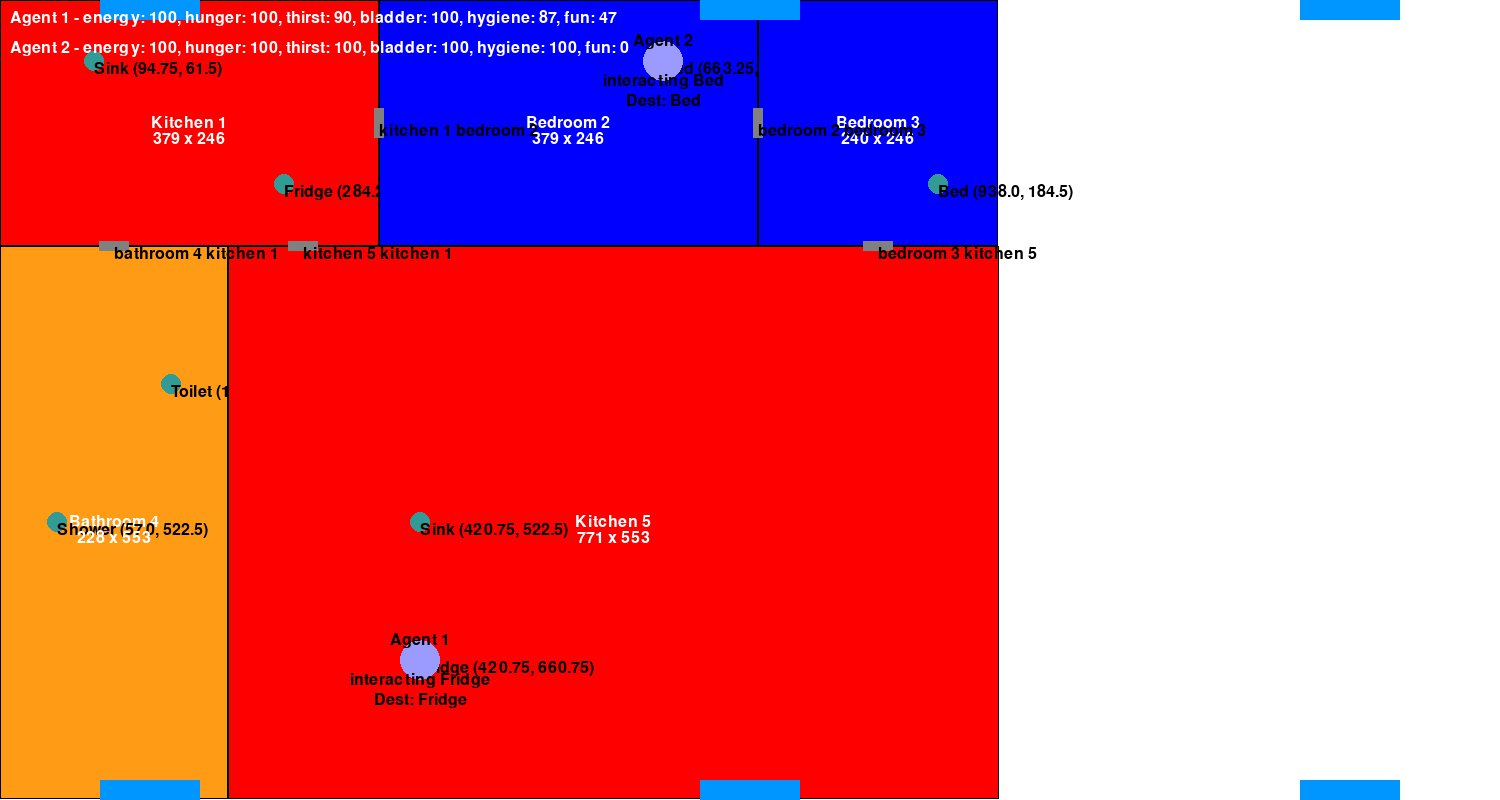 Agent 1 - energy: 100, hunger: 100, thirst: 90, bladder: 100, hygiene: 87, fun: 47
Agent 2 - energy: 100, hunger: 100, thirst: 100, bladder: 100, hygiene: 100, fun: 0
Agent 2
Sink (94.75, 61.5)
(663.25,
interacting Bed
Dest: Bed
Kitchen 1
379 x 246
Bedroom 2
379 x 246
Bedroom 3
240 x 246
kitchen 1 bedroom 2
bedroom 2 bedroom 3
Fridge (284.2
Bed (938.0, 184.5)
bathroom 4 kitchen 1
kitchen 5 kitchen 1
bedroom 3 kitchen 5
Toilet (1
Bathroom 4
228 x 553
Shower (57.0, 522.5)
Sink (420.75, 522.5)
Kitchen 5
771 x 553
Agent 1
dge (420.75, 660.75)
interacting Fridge
Dest: Fridge